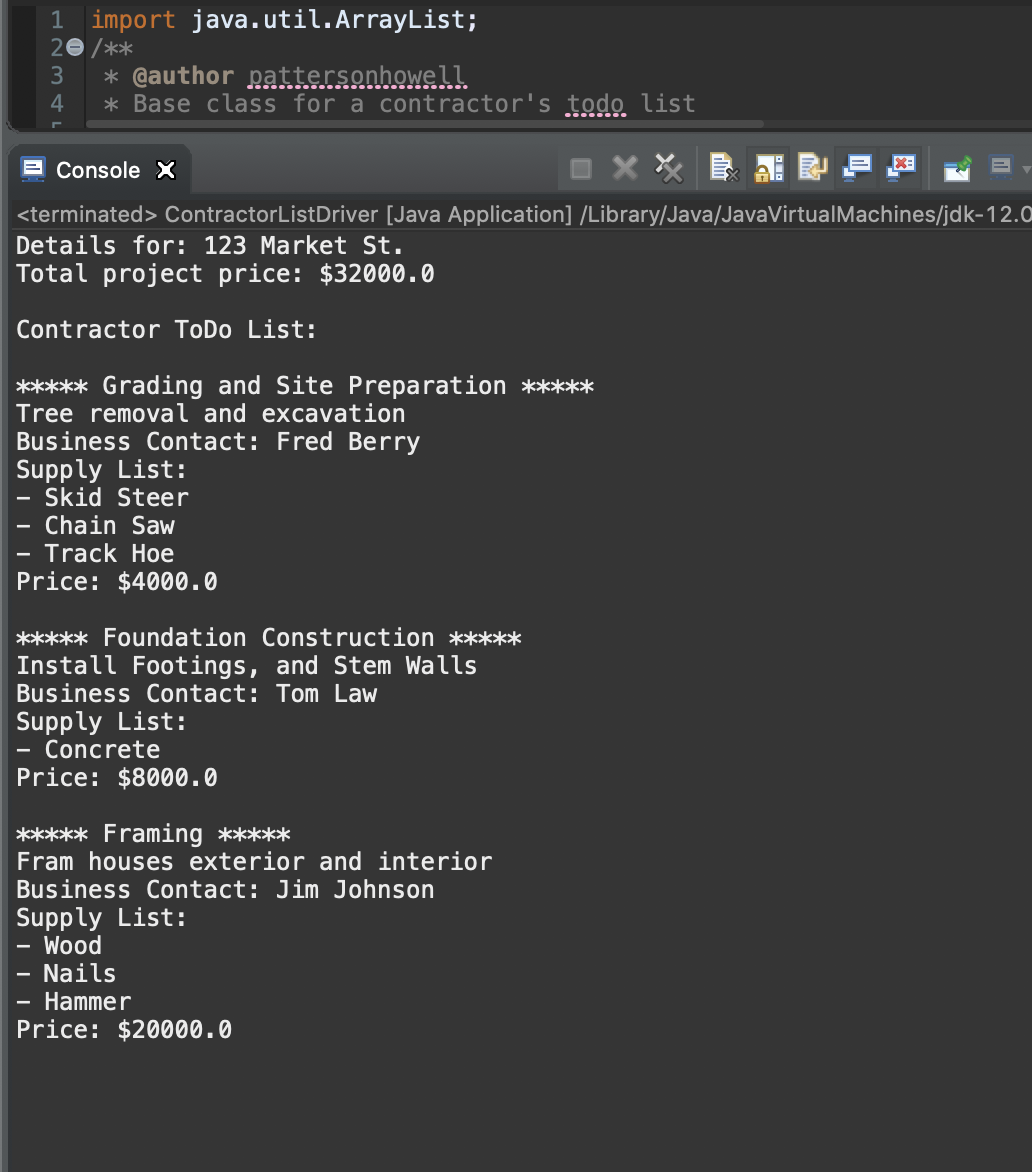 1 import java.util.ArrayList;
2 /**
3 * @author pattersonhowell
4 * Base class for a contractor's todo list
Console
<terminated> ContractorListDriver [Java Application] /Library/Java/JavaVirtualMachines/jdk-12.0
Details for: 123 Market St.
Total project price: $32000.0
Contractor ToDo List:
***** Grading and Site Preparation *****
Tree removal and excavation
Business Contact: Fred Berry
Supply List:
- Skid Steer
- Chain Saw
- Track Hoe
Price: $4000.0
***** Foundation Construction *****
Install Footings, and Stem Walls
Business Contact: Tom Law
Supply List:
- Concrete
Price: $8000.0
***** Framing *****
Fram houses exterior and interior
Business Contact: Jim Johnson
Supply List:
- Wood
- Nails
- Hammer
Price: $20000.0